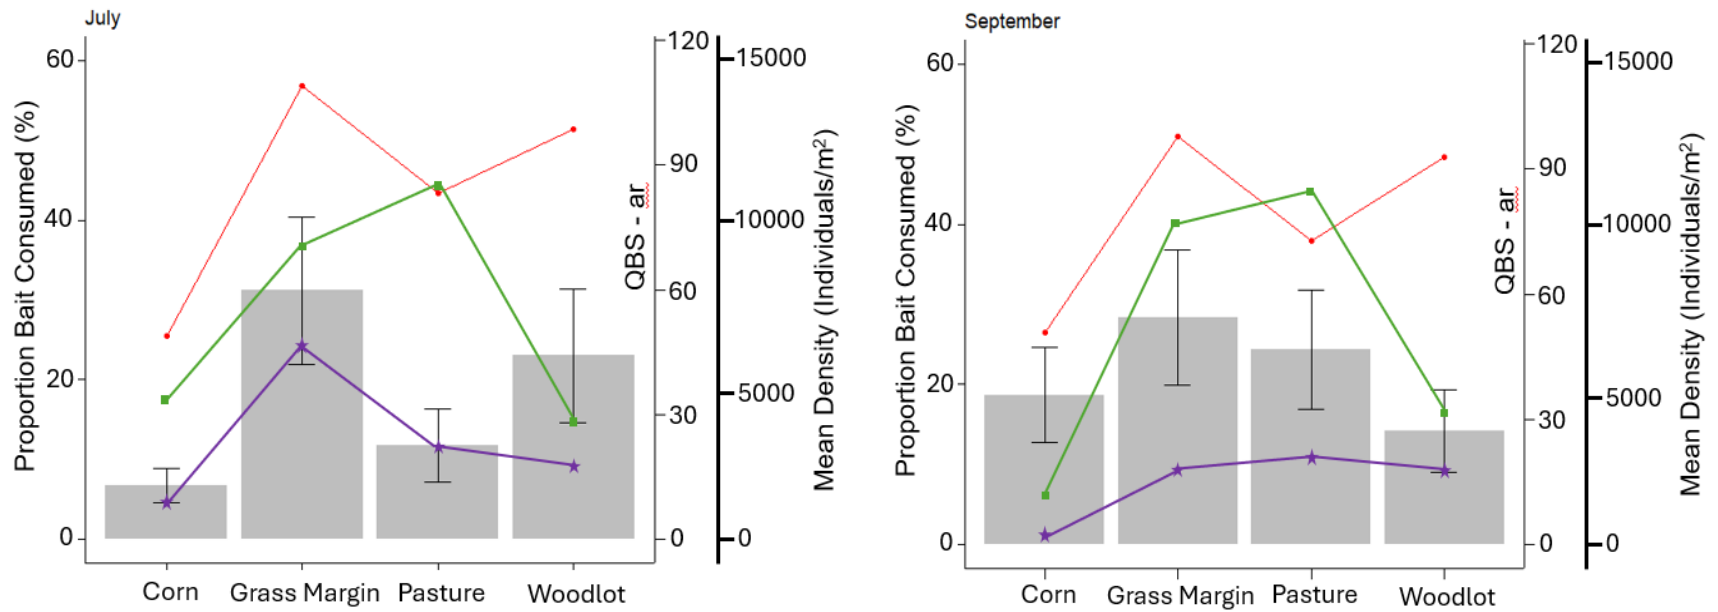 July
Proportion Bait Consumed (%)
60
40
20
0
120
90
60
30
0
QBS - ar
15000
10000
5000
0
Mean Density (Individuals/m²)
Corn
Grass Margin
Pasture
Woodlot
September
Proportion Bait Consumed (%)
60
40
20
0
120
90
60
30
0
QBS - ar
15000
10000
5000
0
Mean Density (Individuals/m²)
Corn
Grass Margin
Pasture
Woodlot